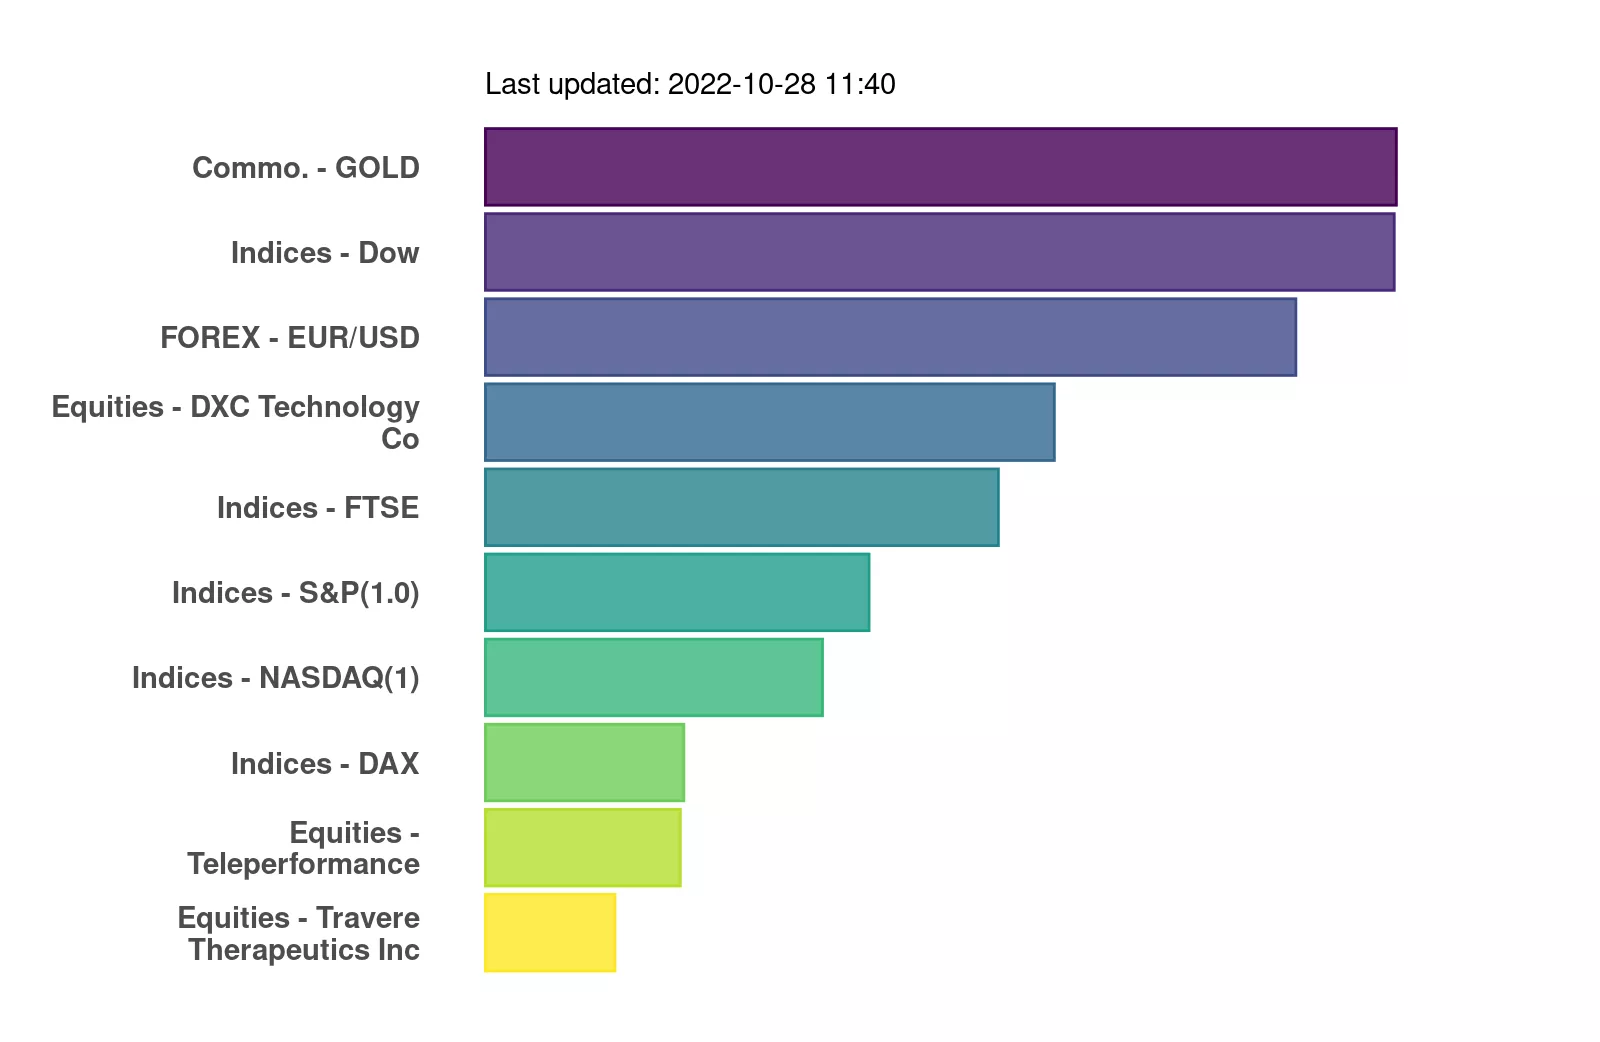 Last updated: 2022-10-28 11:40
Commo. - GOLD
Indices - Dow
FOREX - EUR/USD
Equities - DXC Technology
Co
Indices - FTSE
Indices - S&P(1.0)
Indices - NASDAQ(1)
Indices - DAX
Equities -
Teleperformance
Equities - Travere
Therapeutics Inc